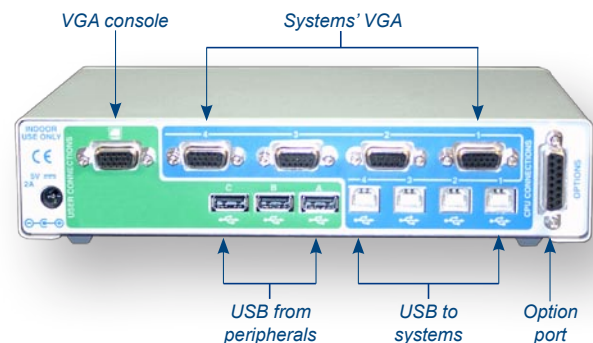 VGA console
Systems' VGA
INDOOR
USE ONLY
CE
5V
2A
USER CONNECTIONS
4
3
2
1
C
B
A
4
3
2
1
CPU CONNECTIONS
OPTIONS
USB from
peripherals
USB to
systems
Option
port